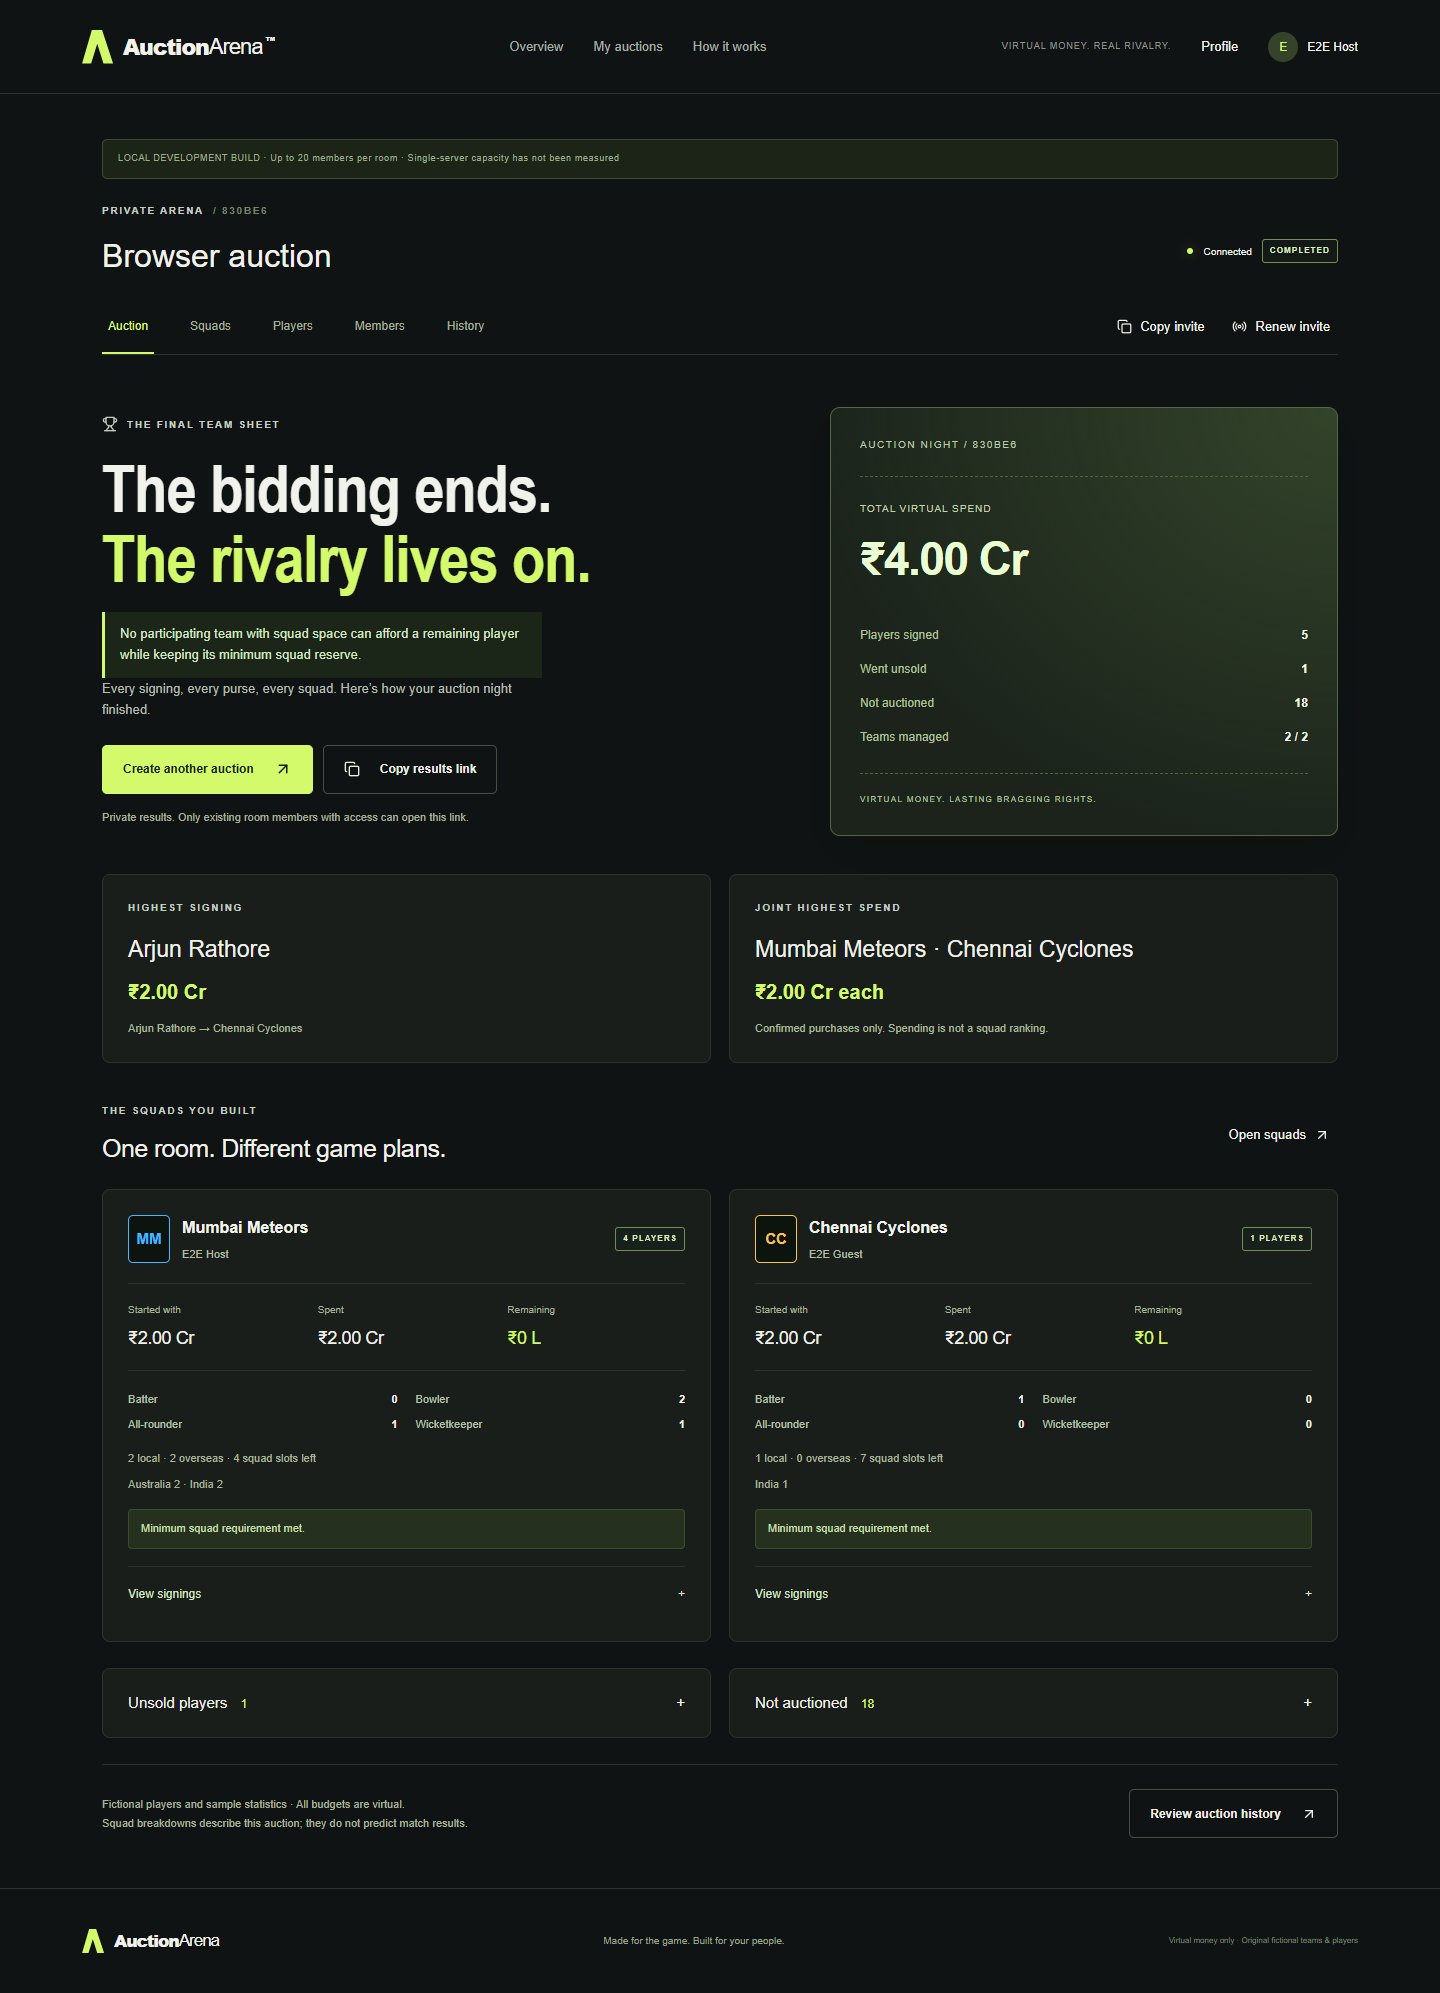 AuctionArena™
Overview
My auctions
How it works
VIRTUAL MONEY. REAL RIVALRY.
Profile
E
E2E Host
LOCAL DEVELOPMENT BUILD · Up to 20 members per room · Single-server capacity has not been measured
PRIVATE ARENA / 830BE6
Browser auction
Connected
COMPLETED
Auction
Squads
Players
Members
History
Copy invite
Renew invite
THE FINAL TEAM SHEET
The bidding ends.
The rivalry lives on.
No participating team with squad space can afford a remaining player
while keeping its minimum squad reserve.
Every signing, every purse, every squad. Here's how your auction night
finished.
Create another auction
Copy results link
Private results. Only existing room members with access can open this link.
AUCTION NIGHT / 830BE6
TOTAL VIRTUAL SPEND
₹4.00 Cr
Players signed 5
Went unsold 1
Not auctioned 18
Teams managed 2 / 2
VIRTUAL MONEY. LASTING BRAGGING RIGHTS.
HIGHEST SIGNING
Arjun Rathore
₹2.00 Cr
Arjun Rathore → Chennai Cyclones
JOINT HIGHEST SPEND
Mumbai Meteors · Chennai Cyclones
₹2.00 Cr each
Confirmed purchases only. Spending is not a squad ranking.
THE SQUADS YOU BUILT
One room. Different game plans.
Open squads
MM
Mumbai Meteors
E2E Host
4 PLAYERS
Started with Spent Remaining
₹2.00 Cr ₹2.00 Cr ₹0 L
Batter 0 Bowler 2
All-rounder 1 Wicketkeeper 1
2 local · 2 overseas · 4 squad slots left
Australia 2 · India 2
Minimum squad requirement met.
View signings +
CC
Chennai Cyclones
E2E Guest
1 PLAYERS
Started with Spent Remaining
₹2.00 Cr ₹2.00 Cr ₹0 L
Batter 1 Bowler 0
All-rounder 0 Wicketkeeper 0
1 local · 0 overseas · 7 squad slots left
India 1
Minimum squad requirement met.
View signings +
Unsold players 1 +
Not auctioned 18 +
Fictional players and sample statistics · All budgets are virtual.
Squad breakdowns describe this auction; they do not predict match results.
Review auction history
AuctionArena
Made for the game. Built for your people.
Virtual money only · Original fictional teams & players